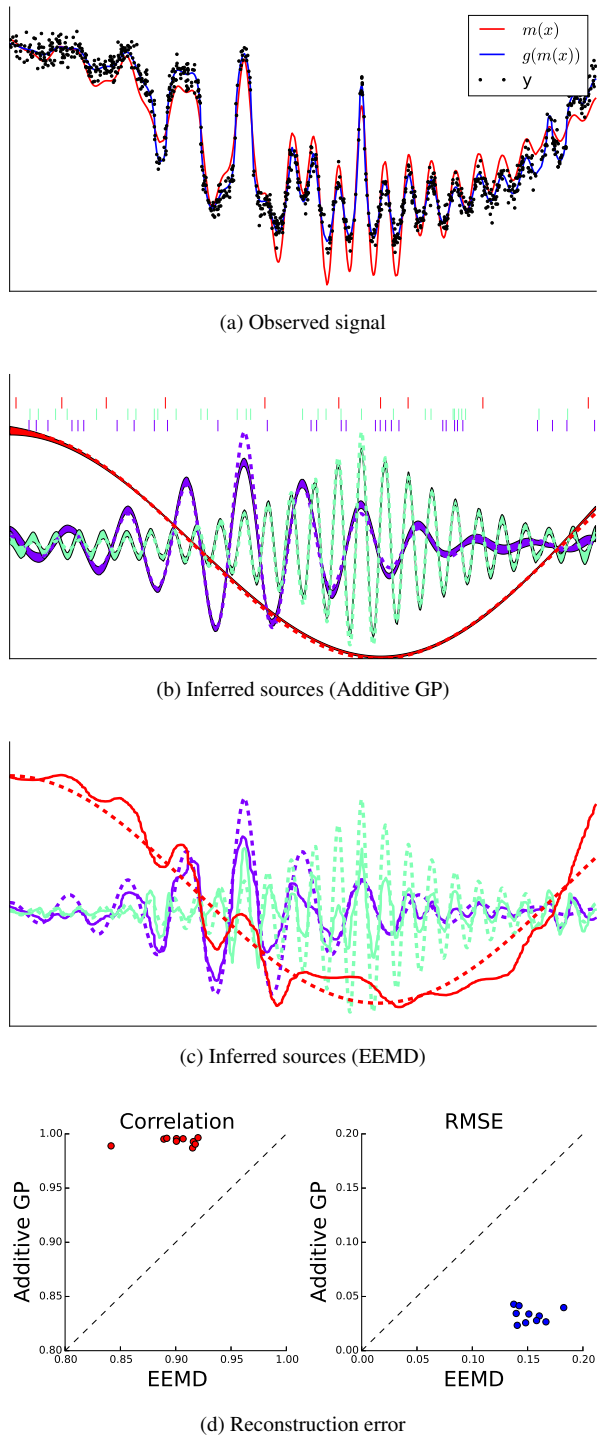 m(x)
g(m(x))
y
(a) Observed signal
(b) Inferred sources (Additive GP)
(c) Inferred sources (EEMD)
Correlation
1.00
0.95
0.90
0.85
0.80
Additive GP
0.80 0.85 0.90 0.95 1.00
EEMD
RMSE
0.20
0.15
0.10
0.05
0.00
Additive GP
0.00 0.05 0.10 0.15 0.20
EEMD
(d) Reconstruction error